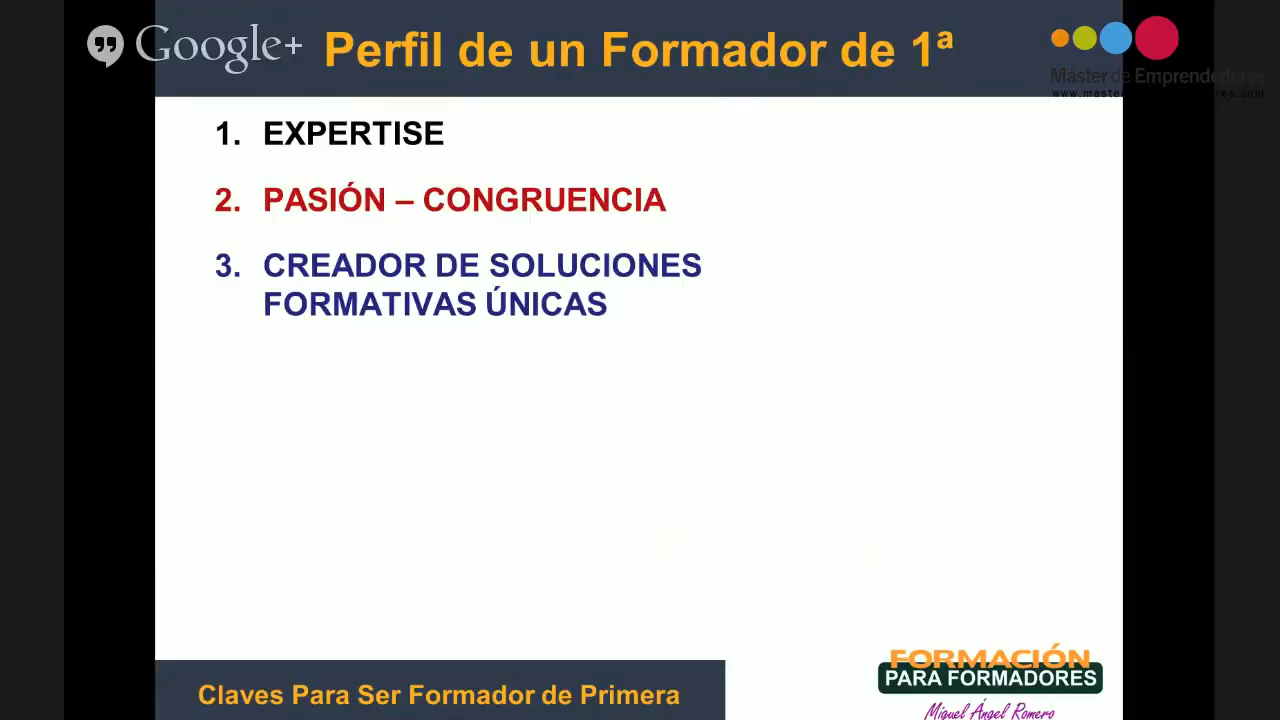 Google+
Perfil de un Formador de 1ª
Máster de Emprendedores
1. EXPERTISE
2. PASIÓN – CONGRUENCIA
3. CREADOR DE SOLUCIONES
FORMATIVAS ÚNICAS
Claves Para Ser Formador de Primera
FORMACIÓN
PARA FORMADORES
Miguel Ángel Romero